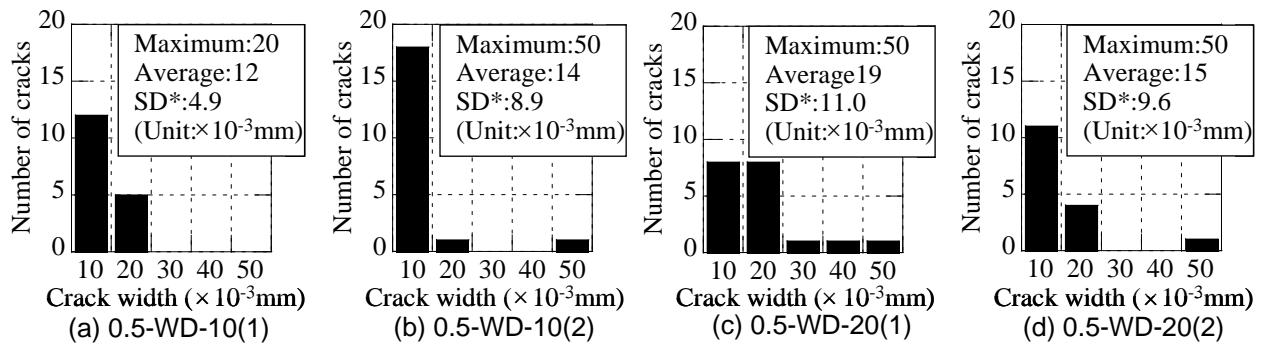 Number of cracks
20
15
10
5
0
Maximum:20
Average:12
SD*:4.9
(Unit:×10⁻³mm)
10 20 30 40 50
Crack width (×10⁻³mm)
(a) 0.5-WD-10(1)
Number of cracks
20
15
10
5
0
Maximum:50
Average:14
SD*:8.9
(Unit:×10⁻³mm)
10 20 30 40 50
Crack width (×10⁻³mm)
(b) 0.5-WD-10(2)
Number of cracks
20
15
10
5
0
Maximum:50
Average19
SD*:11.0
(Unit:×10⁻³mm)
10 20 30 40 50
Crack width (×10⁻³mm)
(c) 0.5-WD-20(1)
Number of cracks
20
15
10
5
0
Maximum:50
Average:15
SD*:9.6
(Unit:×10⁻³mm)
10 20 30 40 50
Crack width (×10⁻³mm)
(d) 0.5-WD-20(2)